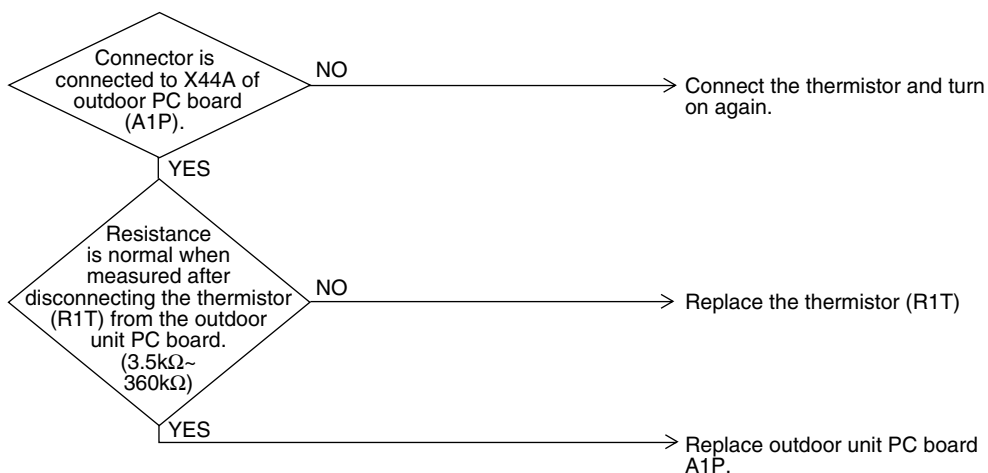 Connector is
connected to X44A of
outdoor PC board
(A1P).
NO
Connect the thermistor and turn
on again.
YES
Resistance
is normal when
measured after
disconnecting the thermistor
(R1T) from the outdoor
unit PC board.
(3.5kΩ~
360kΩ)
NO
Replace the thermistor (R1T)
YES
Replace outdoor unit PC board
A1P.